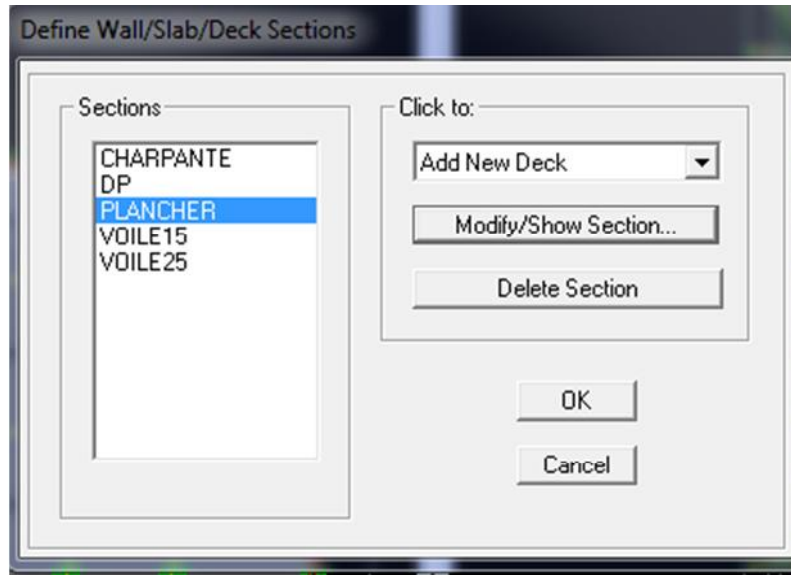 Define Wall/Slab/Deck Sections
Sections
CHARPANTE
DP
PLANCHER
VOILE15
VOILE25
Click to:
Add New Deck
Modify/Show Section...
Delete Section
OK
Cancel